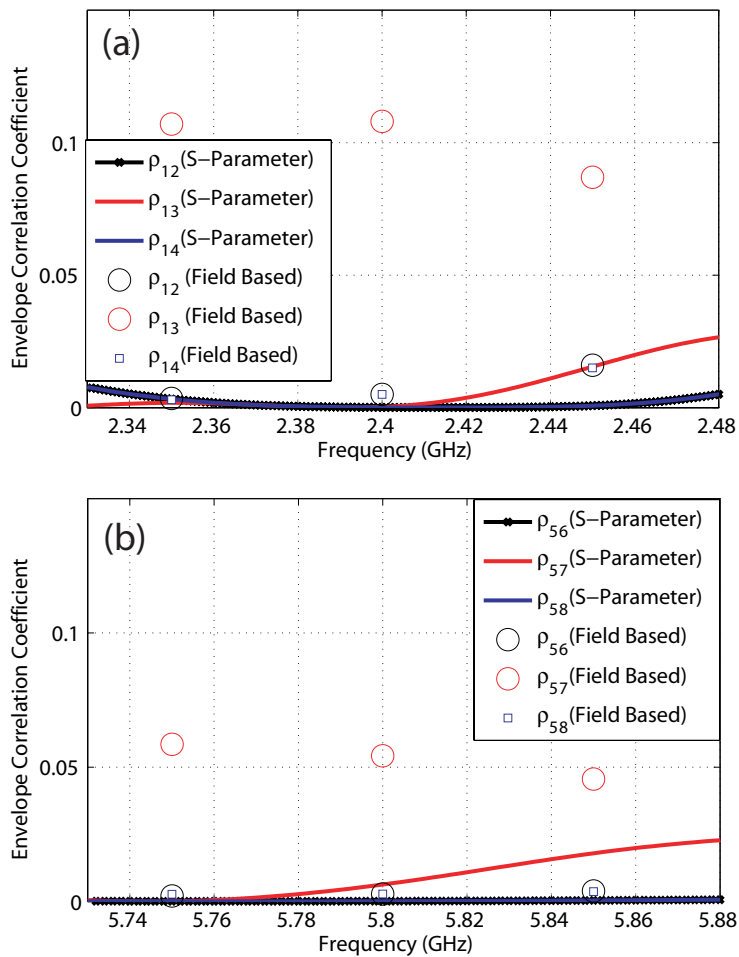 (a)
Envelope Correlation Coefficient
0.1
0.05
0
ρ12(S−Parameter)
ρ13(S−Parameter)
ρ14(S−Parameter)
ρ12 (Field Based)
ρ13 (Field Based)
ρ14(Field Based)
2.34 2.36 2.38 2.4 2.42 2.44 2.46 2.48
Frequency (GHz)
(b)
Envelope Correlation Coefficient
0.1
0.05
0
ρ56(S−Parameter)
ρ57(S−Parameter)
ρ58(S−Parameter)
ρ56(Field Based)
ρ57(Field Based)
ρ58(Field Based)
5.74 5.76 5.78 5.8 5.82 5.84 5.86 5.88
Frequency (GHz)